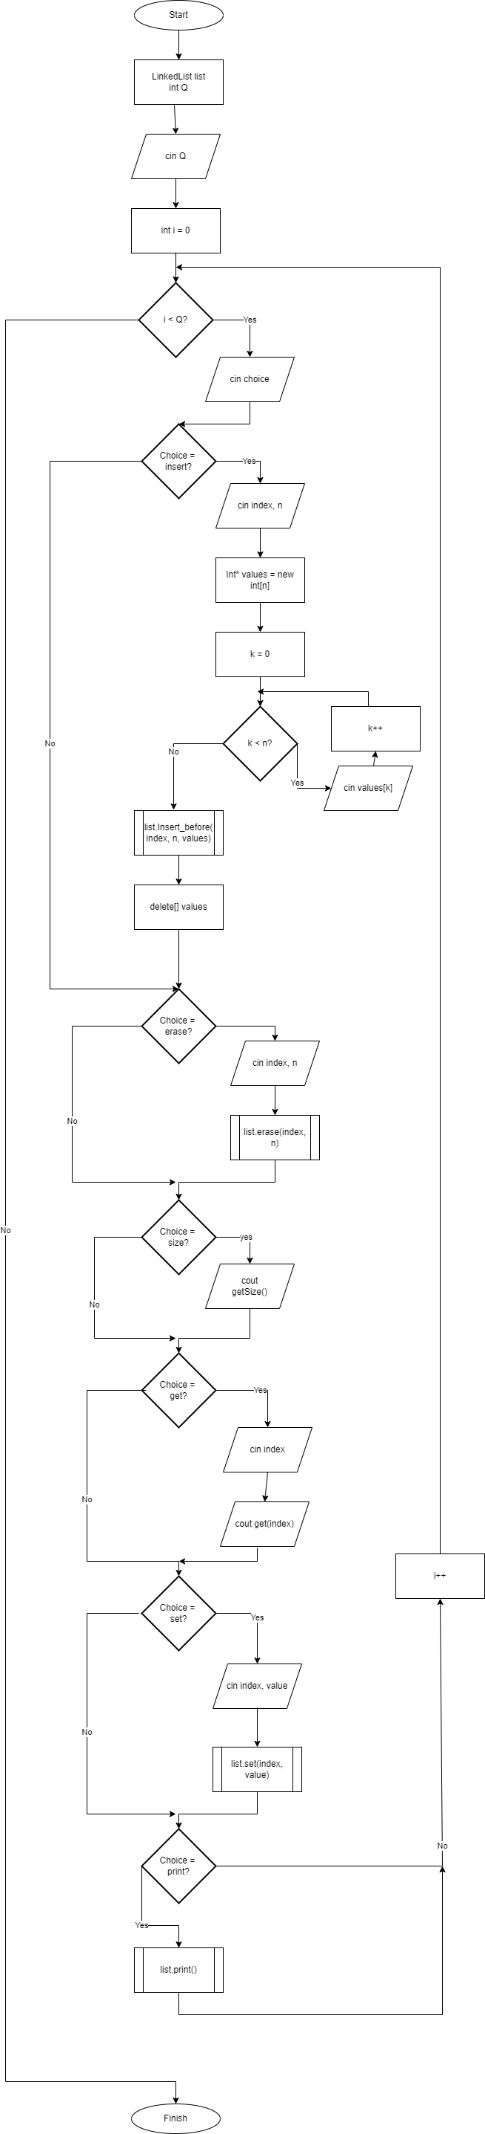 Start
LinkedList list
int Q
cin Q
int i = 0
i < Q?
Yes
cin choice
Choice =
insert?
Yes
cin index, n
Int* values = new
int[n]
k = 0
k++
No
k < n?
No
Yes
cin values[k]
list.Insert_before(
index, n, values)
delete[] values
Choice =
erase?
cin index, n
No
list.erase(index,
n)
No
Choice =
size?
yes
cout
getSize()
No
Choice =
get?
Yes
cin index
No
cout get(index)
i++
Choice =
set?
Yes
cin index, value
No
list.set(index,
value)
No
Choice =
print?
Yes
list.print()
Finish